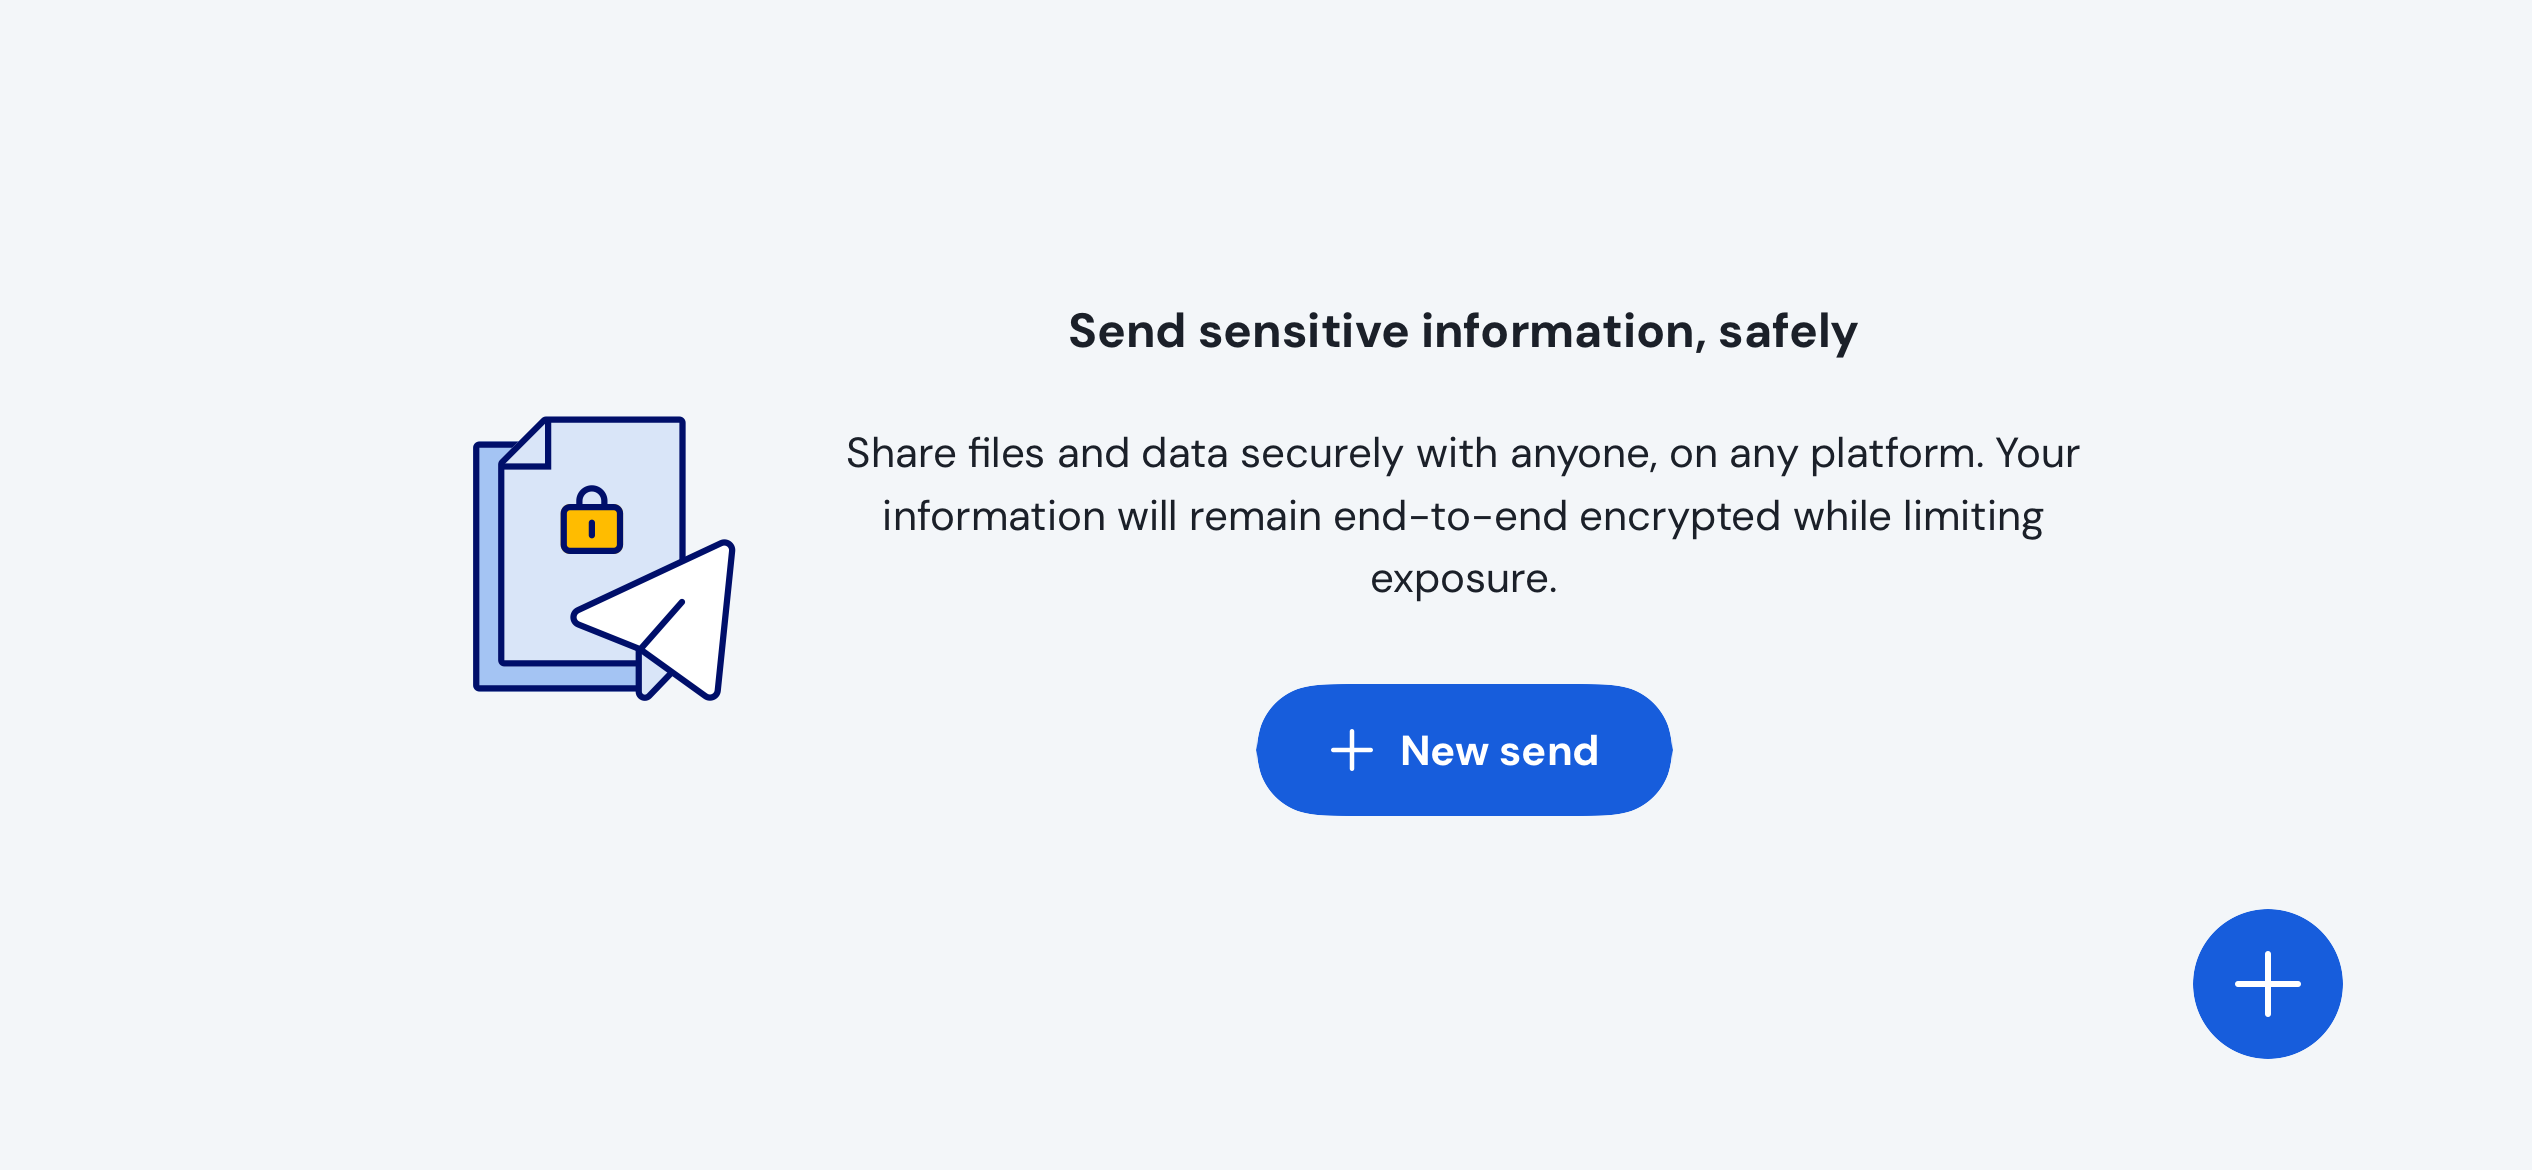 Send sensitive information, safely
Share files and data securely with anyone, on any platform. Your
information will remain end-to-end encrypted while limiting
exposure.
New send